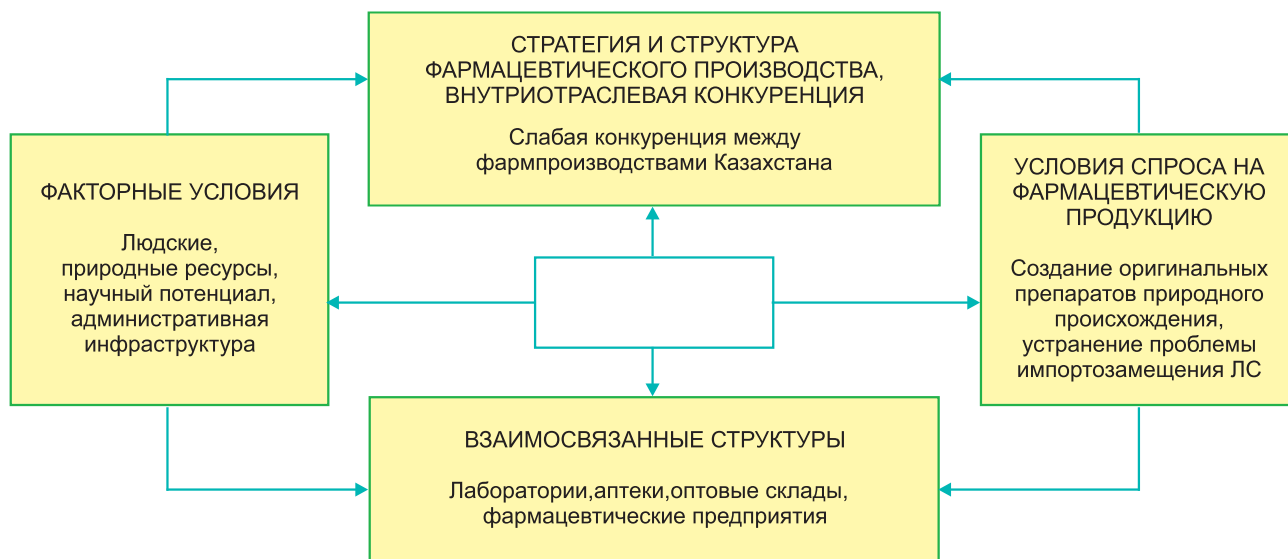 СТРАТЕГИЯ И СТРУКТУРА
ФАРМАЦЕВТИЧЕСКОГО ПРОИЗВОДСТВА,
ВНУТРИОТРАСЛЕВАЯ КОНКУРЕНЦИЯ
Слабая конкуренция между
фармпроизводствами Казахстана
ФАКТОРНЫЕ УСЛОВИЯ
Людские,
природные ресурсы,
научный потенциал,
административная
инфраструктура
УСЛОВИЯ СПРОСА НА
ФАРМАЦЕВТИЧЕСКУЮ
ПРОДУКЦИЮ
Создание оригинальных
препаратов природного
происхождения,
устранение проблемы
импортозамещения ЛС
ВЗАИМОСВЯЗАННЫЕ СТРУКТУРЫ
Лаборатории,аптеки,оптовые склады,
фармацевтические предприятия